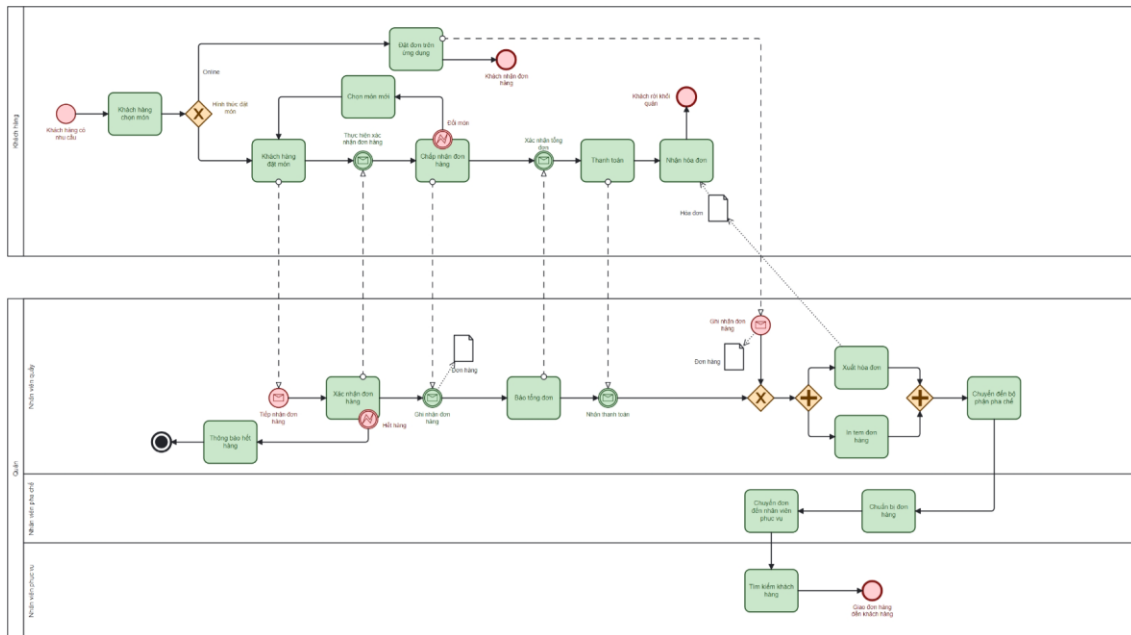 Khách hàng
Đặt đơn trên
ứng dụng
Online
Khách nhận đơn
hàng
Khách hàng có
nhu cầu
Khách hàng
chọn món
Hình thức đặt
món
Chọn món mới
Đổi món
Khách rời khỏi
quán
Khách hàng
đặt món
Thực hiện xác
nhận đơn hàng
Chấp nhận đơn
hàng
Xác nhận tổng
đơn
Thanh toán
Nhận hóa đơn
Hóa đơn
Quán
Nhân viên quầy
Ghi nhận đơn
hàng
Đơn hàng
Đơn hàng
Xuất hóa đơn
Tiếp nhận đơn
hàng
Xác nhận đơn
hàng
Hết hàng
Ghi nhận đơn
hàng
Báo tổng đơn
Nhận thanh toán
Chuyển đến bộ
phận pha chế
In tem đơn
hàng
Thông báo hết
hàng
Nhân viên pha chế
Chuyển đơn
đến nhân viên
phục vụ
Chuẩn bị đơn
hàng
Nhân viên phục vụ
Tìm kiếm khách
hàng
Giao đơn hàng
đến khách hàng